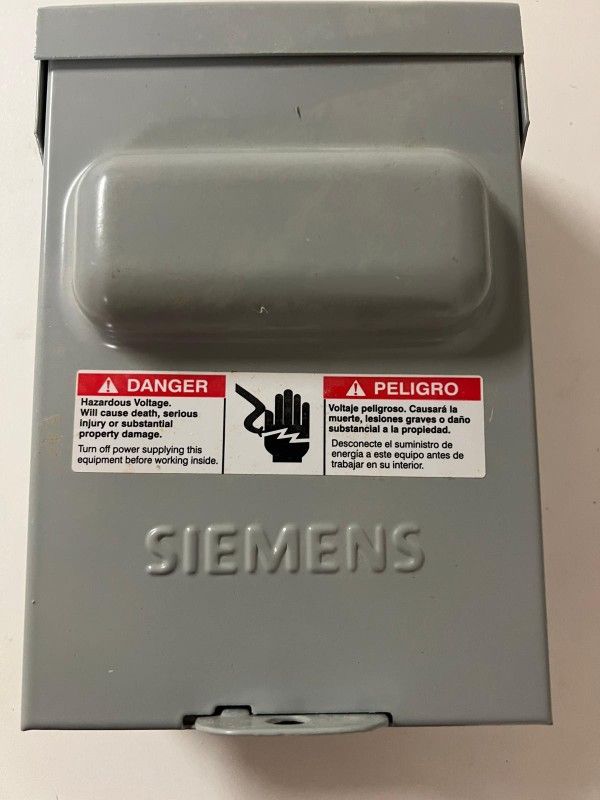 DANGER
Hazardous Voltage.
Will cause death, serious
injury or substantial
property damage.
Turn off power supplying this
equipment before working inside.
PELIGRO
Voltaje peligroso. Causará la
muerte, lesiones graves o daño
substancial a la propiedad.
Desconecte el suministro de
energía a este equipo antes de
trabajar en su interior.
SIEMENS